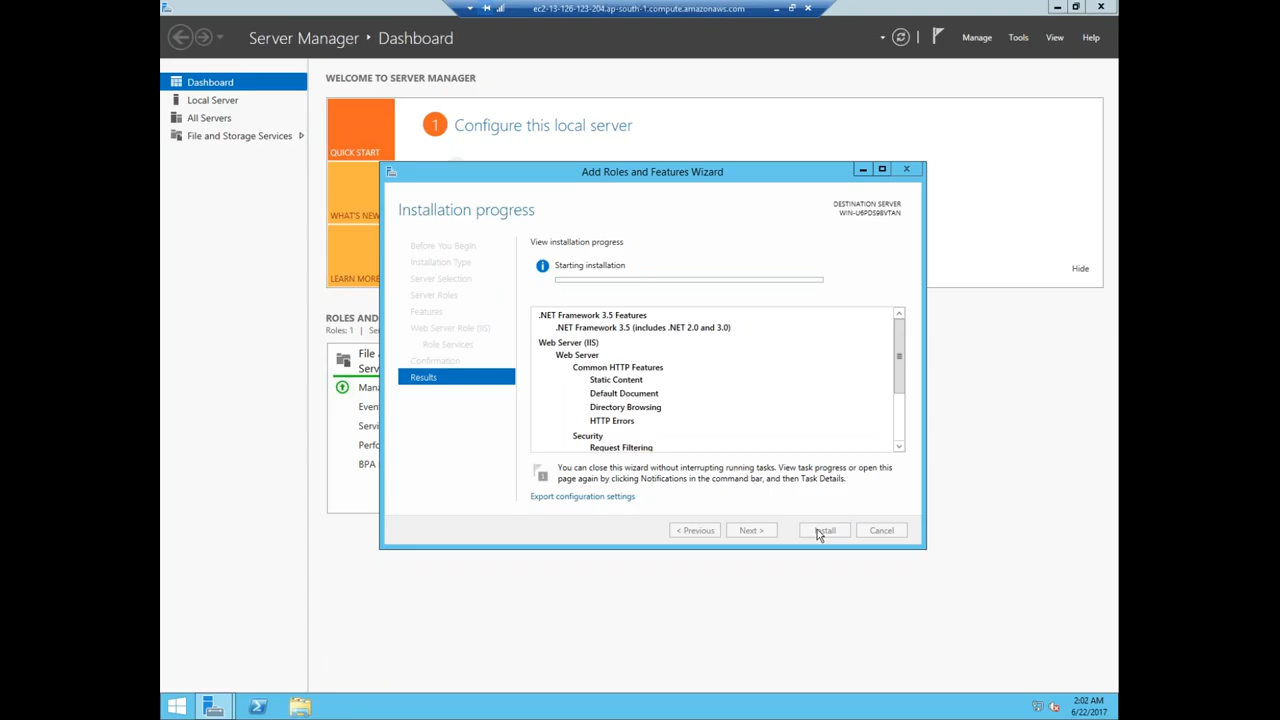 ec2-13-126-123-204.ap-south-1.compute.amazonaws.com
Server Manager ‣ Dashboard
Manage
Tools
View
Help
Dashboard
Local Server
All Servers
File and Storage Services
WELCOME TO SERVER MANAGER
1
Configure this local server
QUICK START
WHAT'S NEW
LEARN MORE
Hide
ROLES AND
Roles: 1 |
File
Mana
Even
Servi
Perfo
BPA
Add Roles and Features Wizard
Installation progress
DESTINATION SERVER
WIN-U6PDS98VTAN
Before You Begin
Installation Type
Server Selection
Server Roles
Features
Web Server Role (IIS)
Role Services
Confirmation
Results
View installation progress
Starting installation
.NET Framework 3.5 Features
.NET Framework 3.5 (includes .NET 2.0 and 3.0)
Web Server (IIS)
Web Server
Common HTTP Features
Static Content
Default Document
Directory Browsing
HTTP Errors
Security
Request Filtering
You can close this wizard without interrupting running tasks. View task progress or open this
page again by clicking Notifications in the command bar, and then Task Details.
Export configuration settings
< Previous
Next >
Install
Cancel
2:02 AM
6/22/2017